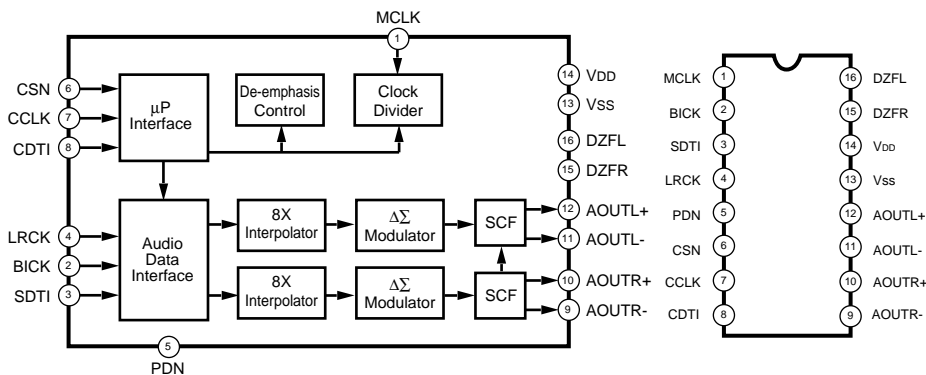 MCLK
1
CSN
6
CCLK
7
CDTI
8
μP
Interface
De-emphasis
Control
Clock
Divider
14
VDD
13
VSS
16
DZFL
15
DZFR
LRCK
4
BICK
2
SDTI
3
Audio
Data
Interface
8X
Interpolator
ΔΣ
Modulator
SCF
12
AOUTL+
11
AOUTL-
8X
Interpolator
ΔΣ
Modulator
SCF
10
AOUTR+
9
AOUTR-
5
PDN
MCLK 1 16 DZFL
BICK 2 15 DZFR
SDTI 3 14 VDD
LRCK 4 13 Vss
PDN 5 12 AOUTL+
CSN 6 11 AOUTL-
CCLK 7 10 AOUTR+
CDTI 8 9 AOUTR-